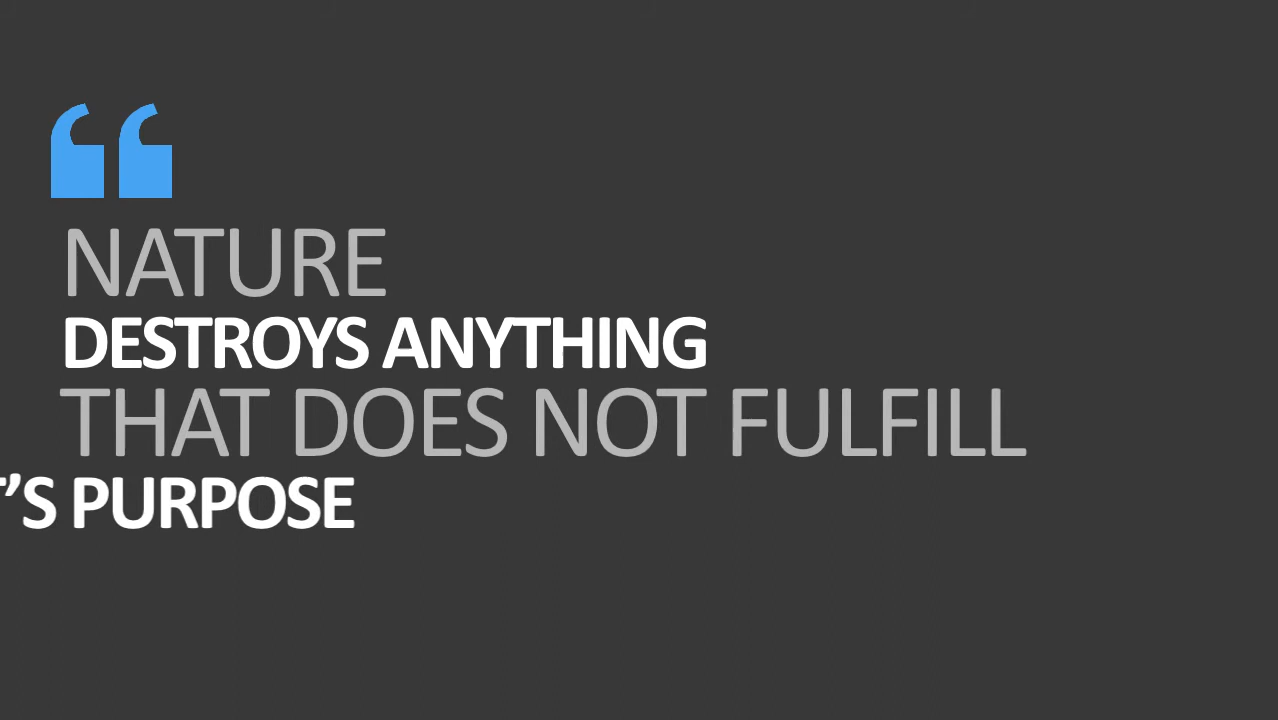 “
NATURE
DESTROYS ANYTHING
THAT DOES NOT FULFILL
T’S PURPOSE